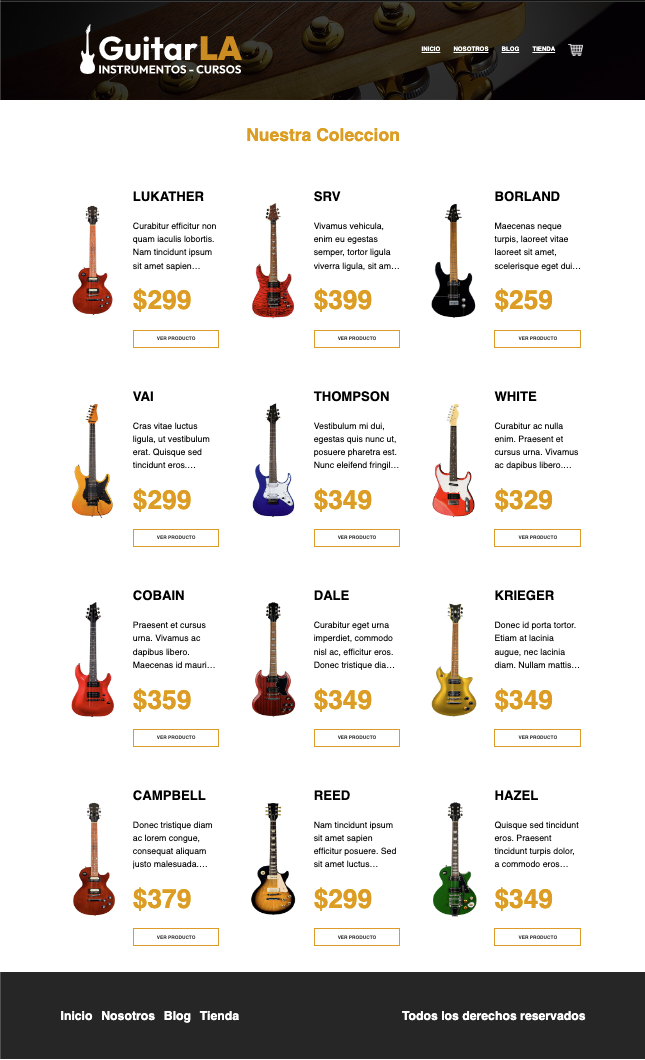 GuitarLA
INSTRUMENTOS - CURSOS
INICIO NOSOTROS BLOG TIENDA
Nuestra Coleccion
LUKATHER
Curabitur efficitur non
quam iaculis lobortis.
Nam tincidunt ipsum
sit amet sapien…
$299
VER PRODUCTO
SRV
Vivamus vehicula,
enim eu egestas
semper, tortor ligula
viverra ligula, sit am…
$399
VER PRODUCTO
BORLAND
Maecenas neque
turpis, laoreet vitae
laoreet sit amet,
scelerisque eget dui…
$259
VER PRODUCTO
VAI
Cras vitae luctus
ligula, ut vestibulum
erat. Quisque sed
tincidunt eros.…
$299
VER PRODUCTO
THOMPSON
Vestibulum mi dui,
egestas quis nunc ut,
posuere pharetra est.
Nunc eleifend fringil…
$349
VER PRODUCTO
WHITE
Curabitur ac nulla
enim. Praesent et
cursus urna. Vivamus
ac dapibus libero.…
$329
VER PRODUCTO
COBAIN
Praesent et cursus
urna. Vivamus ac
dapibus libero.
Maecenas id mauri…
$359
VER PRODUCTO
DALE
Curabitur eget urna
imperdiet, commodo
nisl ac, efficitur eros.
Donec tristique dia…
$349
VER PRODUCTO
KRIEGER
Donec id porta tortor.
Etiam at lacinia
augue, nec lacinia
diam. Nullam mattis…
$349
VER PRODUCTO
CAMPBELL
Donec tristique diam
ac lorem congue,
consequat aliquam
justo malesuada.…
$379
VER PRODUCTO
REED
Nam tincidunt ipsum
sit amet sapien
efficitur posuere. Sed
sit amet luctus…
$299
VER PRODUCTO
HAZEL
Quisque sed tincidunt
eros. Praesent
tincidunt turpis dolor,
a commodo eros…
$349
VER PRODUCTO
Inicio Nosotros Blog Tienda
Todos los derechos reservados